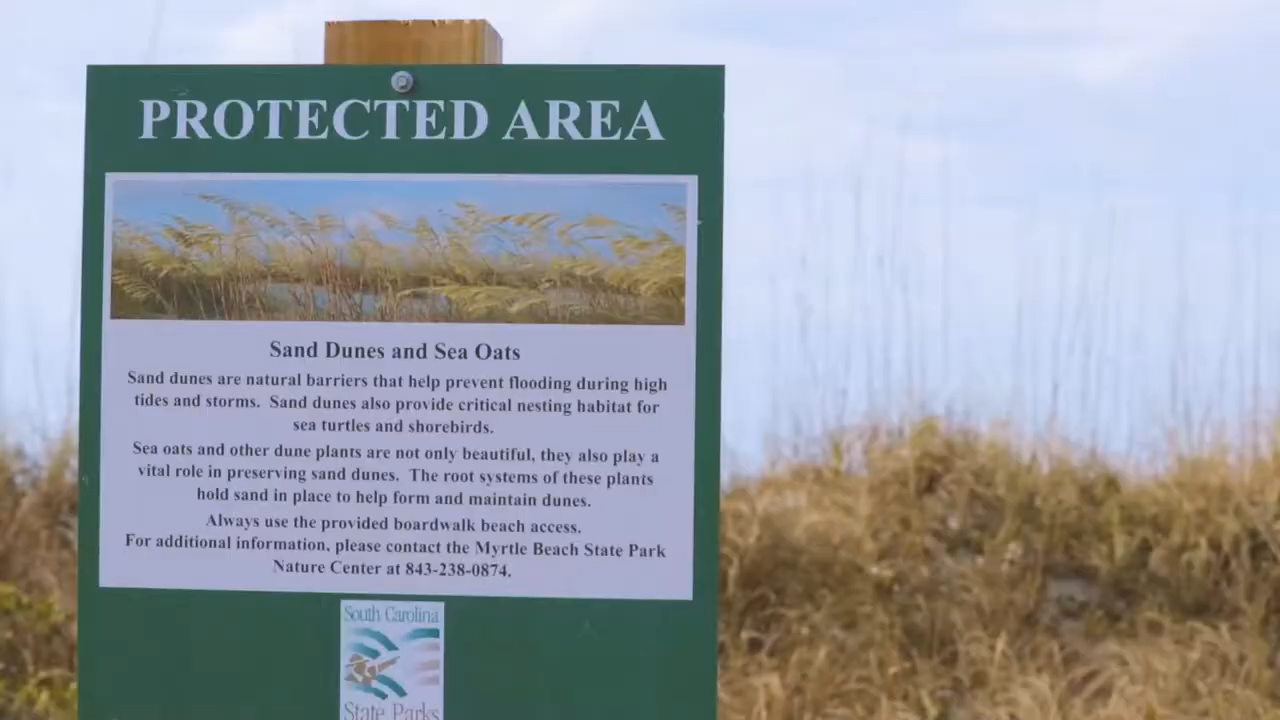 PROTECTED AREA
Sand Dunes and Sea Oats
Sand dunes are natural barriers that help prevent flooding during high
tides and storms. Sand dunes also provide critical nesting habitat for
sea turtles and shorebirds.
Sea oats and other dune plants are not only beautiful, they also play a
vital role in preserving sand dunes. The root systems of these plants
hold sand in place to help form and maintain dunes.
Always use the provided boardwalk beach access.
For additional information, please contact the Myrtle Beach State Park
Nature Center at 843-238-0874.
South Carolina
State Parks